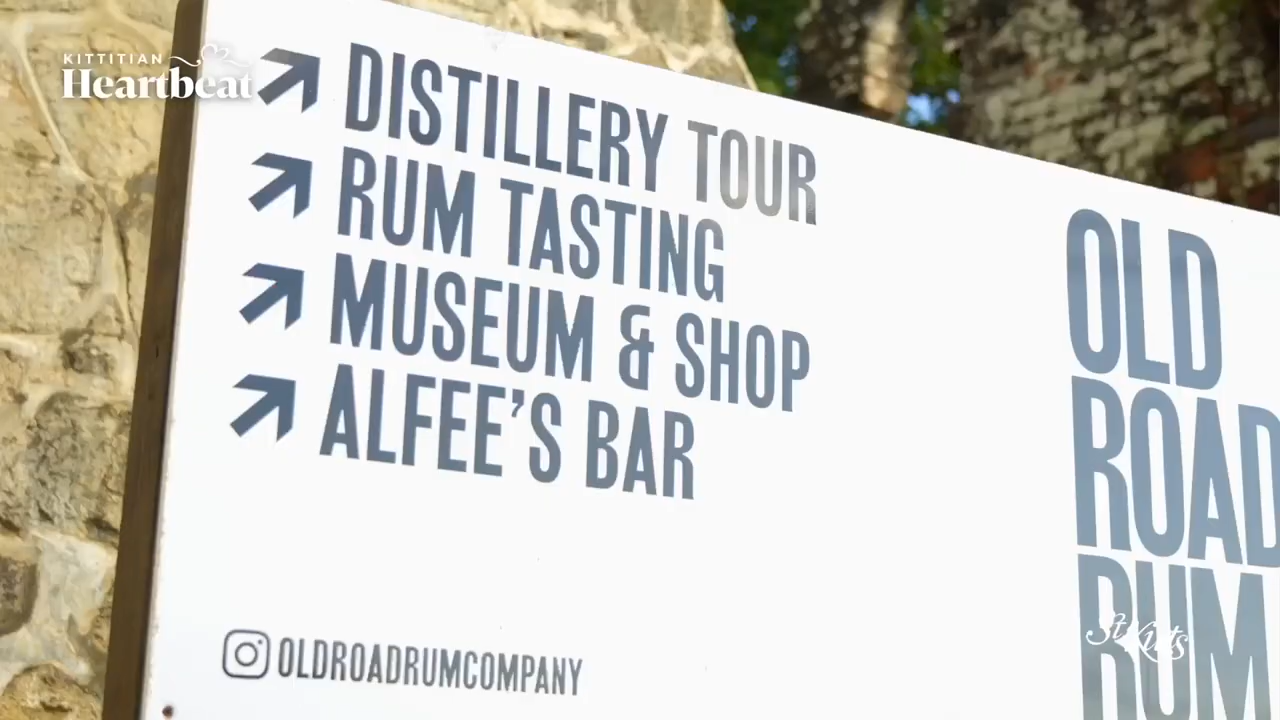 KITTITIAN
Heartbeat
DISTILLERY TOUR
RUM TASTING
MUSEUM & SHOP
ALFEE'S BAR
OLDROADRUMCOMPANY
OLD
ROAD
RUM
St Kitts